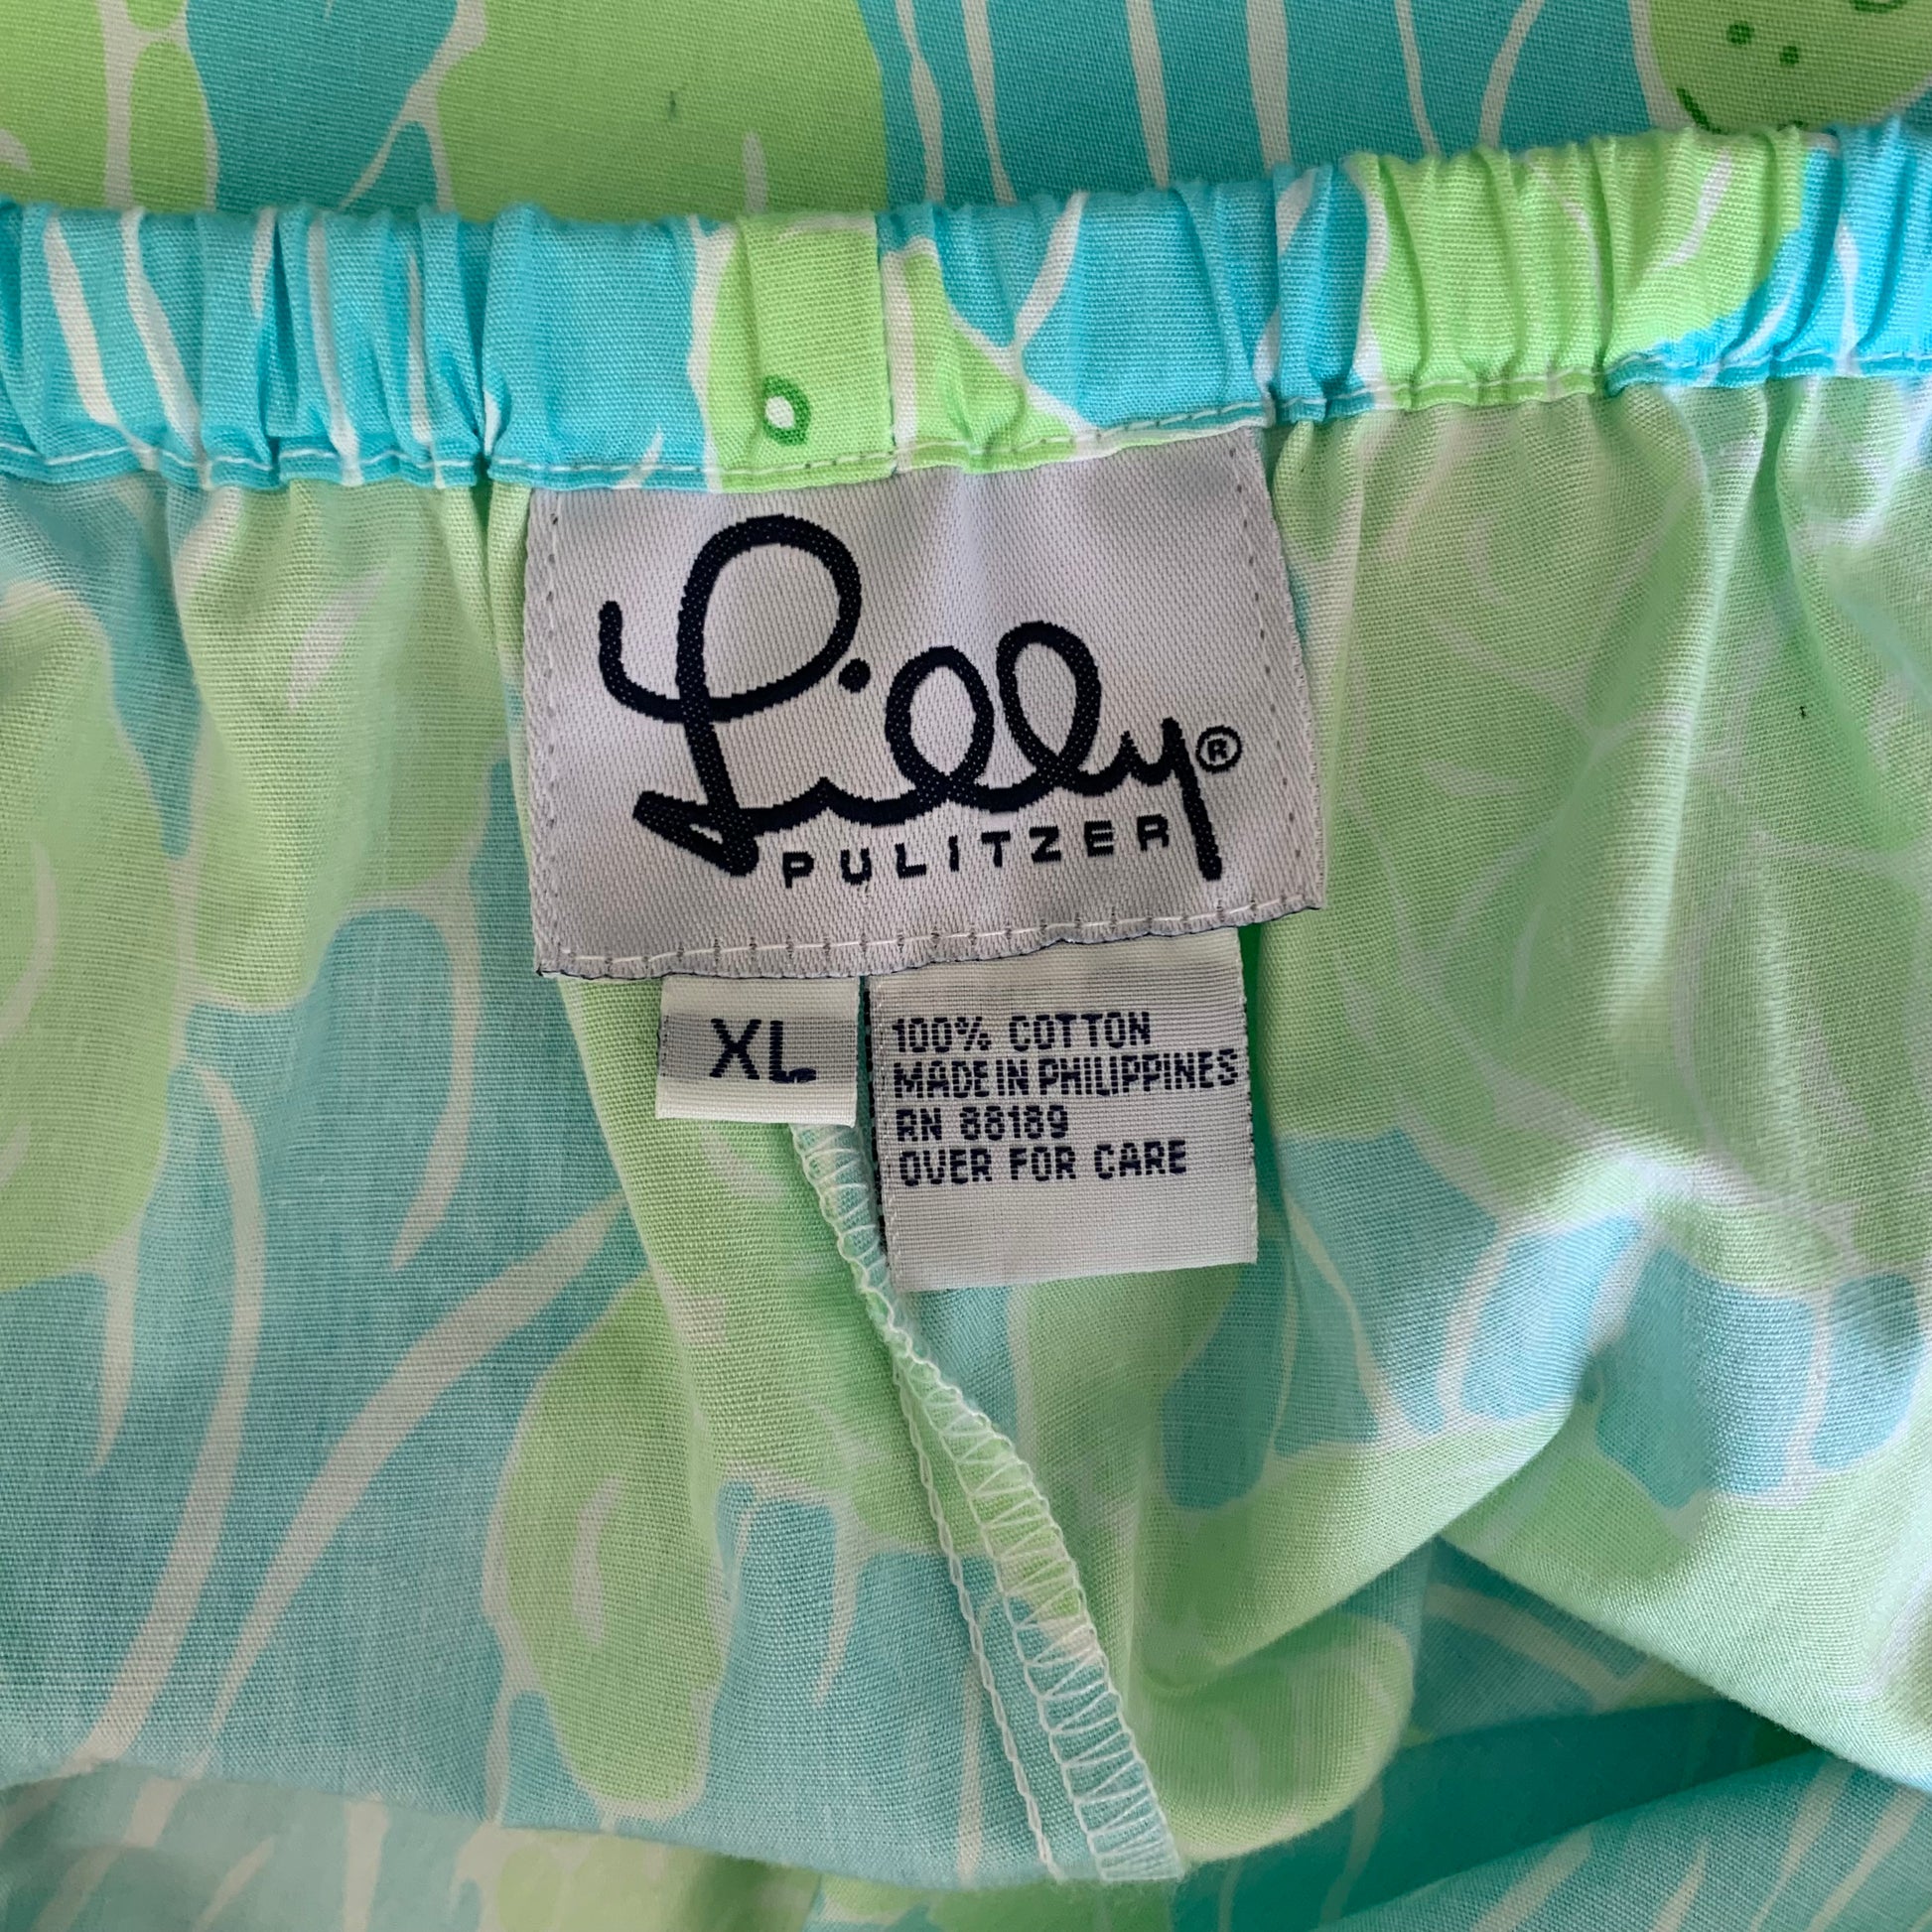 Lilly®
PULITZER
XL
100% COTTON
MADE IN PHILIPPINES
RN 88189
OVER FOR CARE